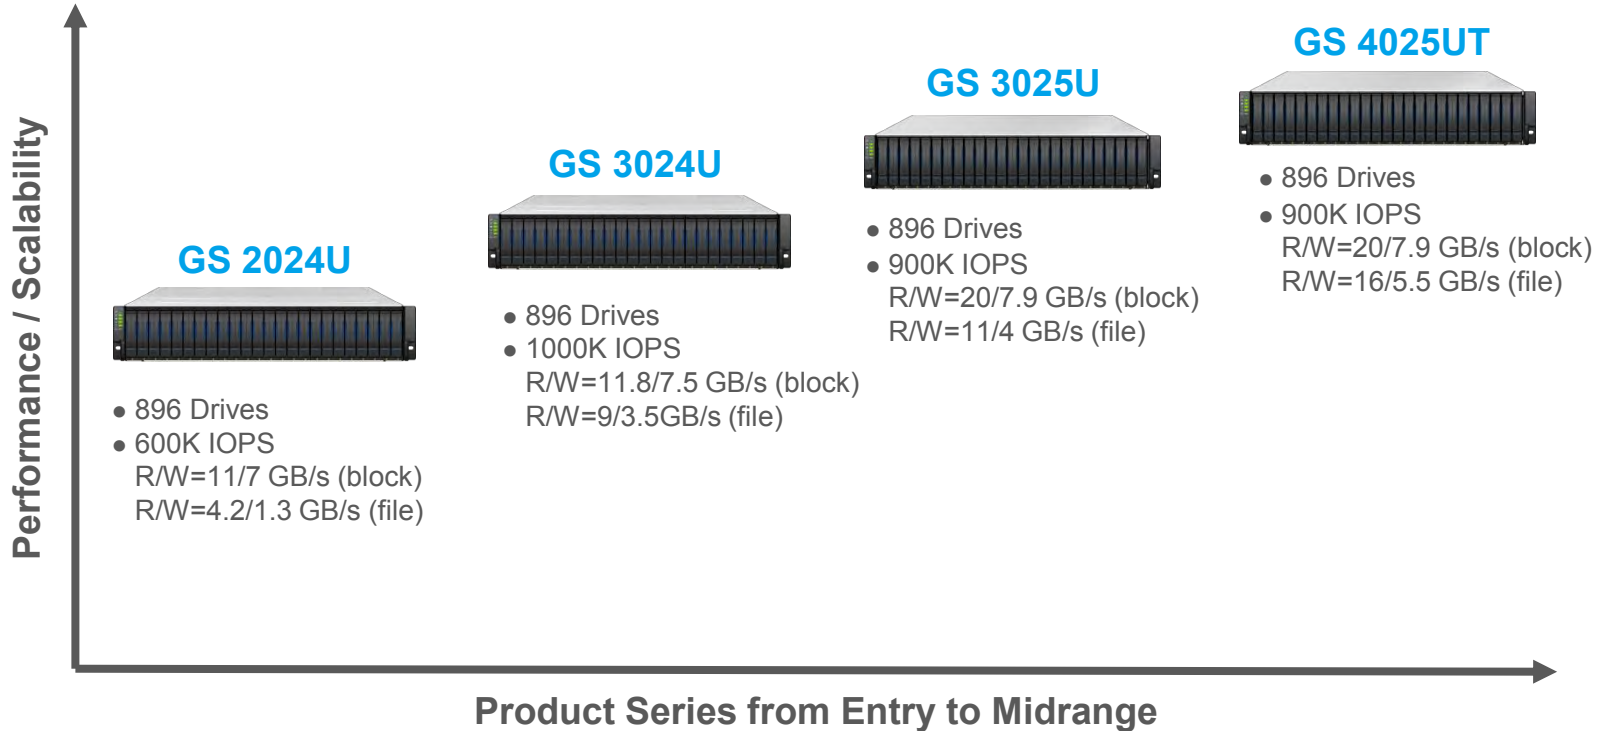 Performance / Scalability
GS 2024U
● 896 Drives
● 600K IOPS
R/W=11/7 GB/s (block)
R/W=4.2/1.3 GB/s (file)
GS 3024U
● 896 Drives
● 1000K IOPS
R/W=11.8/7.5 GB/s (block)
R/W=9/3.5GB/s (file)
GS 3025U
● 896 Drives
● 900K IOPS
R/W=20/7.9 GB/s (block)
R/W=11/4 GB/s (file)
GS 4025UT
● 896 Drives
● 900K IOPS
R/W=20/7.9 GB/s (block)
R/W=16/5.5 GB/s (file)
Product Series from Entry to Midrange